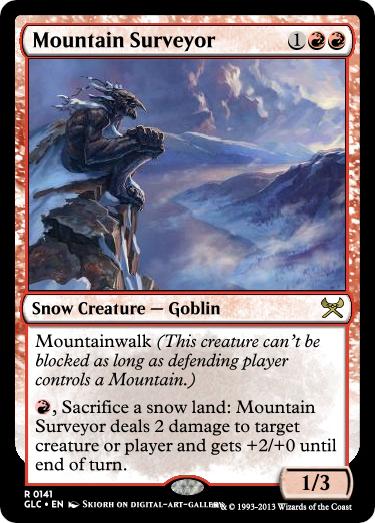 Mountain Surveyor 1
Snow Creature — Goblin
Mountainwalk (This creature can't be
blocked as long as defending player
controls a Mountain.)
, Sacrifice a snow land: Mountain
Surveyor deals 2 damage to target
creature or player and gets +2/+0 until
end of turn.
1/3
R 0141
GLC • EN SKIORH ON DIGITAL-ART-GALLERY
& © 1993-2013 Wizards of the Coast